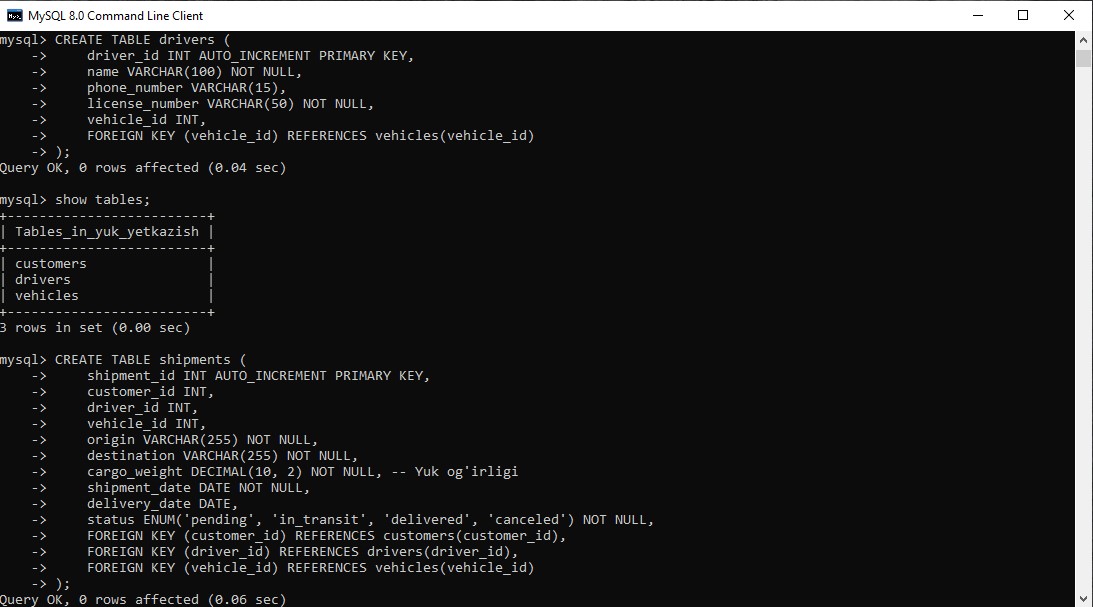 MySQL 8.0 Command Line Client
mysql> CREATE TABLE drivers (
    ->     driver_id INT AUTO_INCREMENT PRIMARY KEY,
    ->     name VARCHAR(100) NOT NULL,
    ->     phone_number VARCHAR(15),
    ->     license_number VARCHAR(50) NOT NULL,
    ->     vehicle_id INT,
    ->     FOREIGN KEY (vehicle_id) REFERENCES vehicles(vehicle_id)
    -> );
Query OK, 0 rows affected (0.04 sec)
mysql> show tables;
+-------------------------+
| Tables_in_yuk_yetkazish |
+-------------------------+
| customers               |
| drivers                 |
| vehicles                |
+-------------------------+
3 rows in set (0.00 sec)
mysql> CREATE TABLE shipments (
    ->     shipment_id INT AUTO_INCREMENT PRIMARY KEY,
    ->     customer_id INT,
    ->     driver_id INT,
    ->     vehicle_id INT,
    ->     origin VARCHAR(255) NOT NULL,
    ->     destination VARCHAR(255) NOT NULL,
    ->     cargo_weight DECIMAL(10, 2) NOT NULL, -- Yuk og'irligi
    ->     shipment_date DATE NOT NULL,
    ->     delivery_date DATE,
    ->     status ENUM('pending', 'in_transit', 'delivered', 'canceled') NOT NULL,
    ->     FOREIGN KEY (customer_id) REFERENCES customers(customer_id),
    ->     FOREIGN KEY (driver_id) REFERENCES drivers(driver_id),
    ->     FOREIGN KEY (vehicle_id) REFERENCES vehicles(vehicle_id)
    -> );
Query OK, 0 rows affected (0.06 sec)